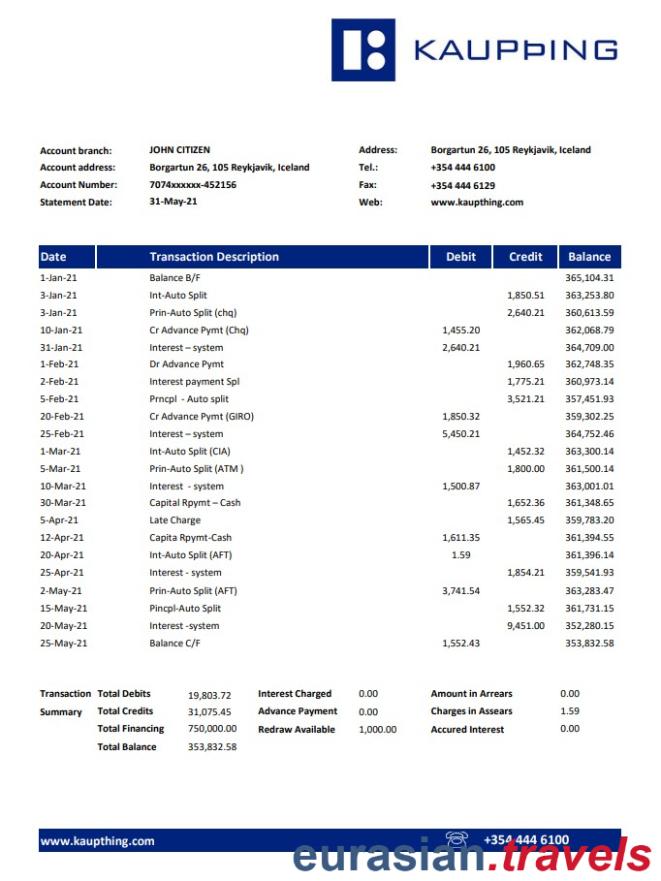 KAUPÞING
Account branch: JOHN CITIZEN Address: Borgartun 26, 105 Reykjavik, Iceland
Account address: Borgartun 26, 105 Reykjavik, Iceland Tel.: +354 444 6100
Account Number: 7074xxxxxx-452156 Fax: +354 444 6129
Statement Date: 31-May-21 Web: www.kaupthing.com
Date Transaction Description Debit Credit Balance
1-Jan-21 Balance B/F 365,104.31
3-Jan-21 Int-Auto Split 1,850.51 363,253.80
3-Jan-21 Prin-Auto Split (chq) 2,640.21 360,613.59
10-Jan-21 Cr Advance Pymt (Chq) 1,455.20 362,068.79
31-Jan-21 Interest – system 2,640.21 364,709.00
1-Feb-21 Dr Advance Pymt 1,960.65 362,748.35
2-Feb-21 Interest payment Spl 1,775.21 360,973.14
5-Feb-21 Prncpl - Auto split 3,521.21 357,451.93
20-Feb-21 Cr Advance Pymt (GIRO) 1,850.32 359,302.25
25-Feb-21 Interest – system 5,450.21 364,752.46
1-Mar-21 Int-Auto Split (CIA) 1,452.32 363,300.14
5-Mar-21 Prin-Auto Split (ATM ) 1,800.00 361,500.14
10-Mar-21 Interest - system 1,500.87 363,001.01
30-Mar-21 Capital Rpymt – Cash 1,652.36 361,348.65
5-Apr-21 Late Charge 1,565.45 359,783.20
12-Apr-21 Capita Rpymt-Cash 1,611.35 361,394.55
20-Apr-21 Int-Auto Split (AFT) 1.59 361,396.14
25-Apr-21 Interest - system 1,854.21 359,541.93
2-May-21 Prin-Auto Split (AFT) 3,741.54 363,283.47
15-May-21 Pincpl-Auto Split 1,552.32 361,731.15
20-May-21 Interest -system 9,451.00 352,280.15
25-May-21 Balance C/F 1,552.43 353,832.58
Transaction Total Debits 19,803.72 Interest Charged 0.00 Amount in Arrears 0.00
Summary Total Credits 31,075.45 Advance Payment 0.00 Charges in Assears 1.59
Total Financing 750,000.00 Redraw Available 1,000.00 Accured Interest 0.00
Total Balance 353,832.58
www.kaupthing.com +354 444 6100
eurasian.travels